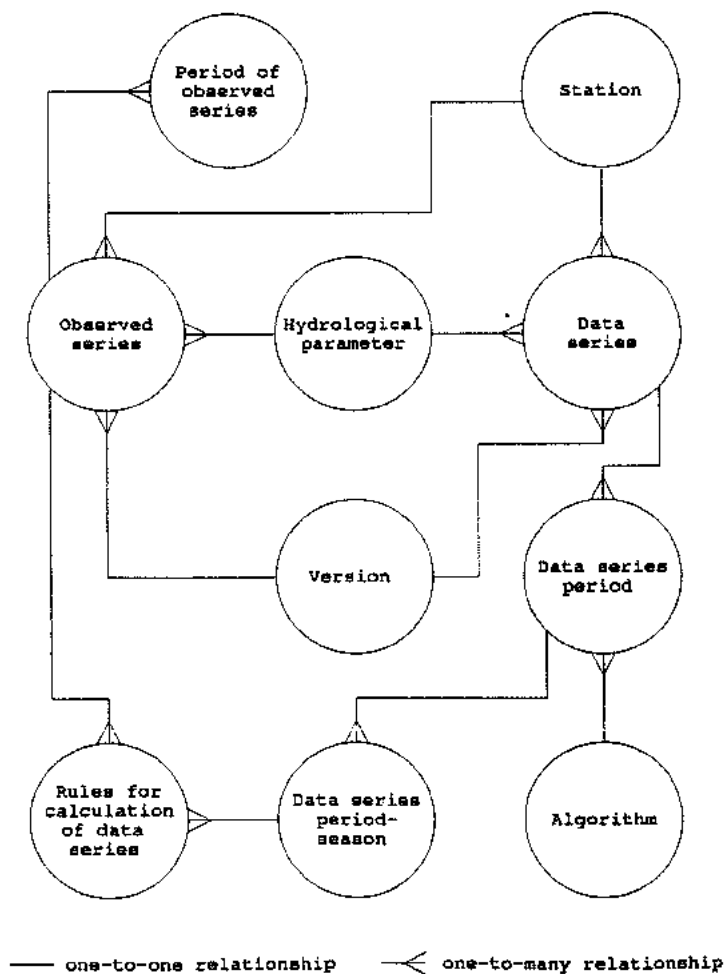 Period of
observed
series
Station
Observed
series
Hydrological
parameter
Data
series
Version
Data series
period
Rules for
calculation
of data
series
Data series
period-
season
Algorithm
one-to-one relationship
one-to-many relationship